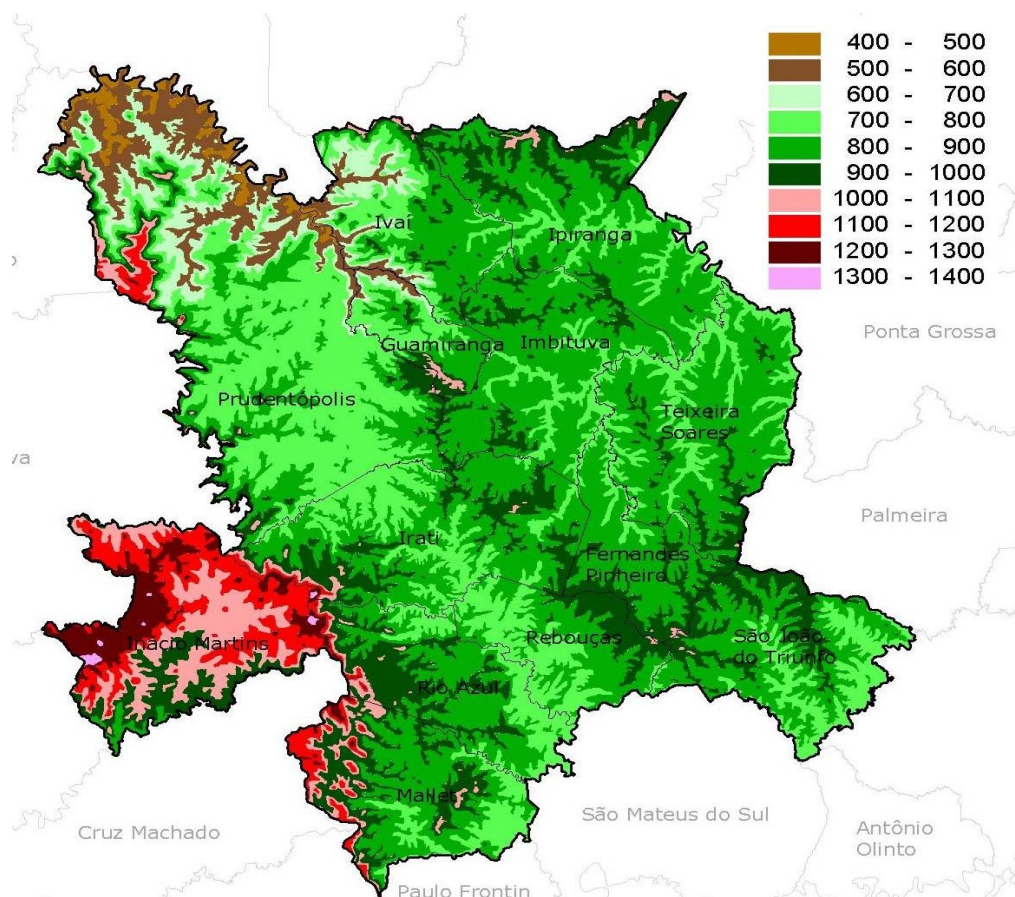 400 - 500
500 - 600
600 - 700
700 - 800
800 - 900
900 - 1000
1000 - 1100
1100 - 1200
1200 - 1300
1300 - 1400
Ivaí
Ipiranga
Ponta Grossa
Guamiranga
Imbituva
Prudentópolis
Teixeira
Soares
va
Palmeira
Irati
Fernandes
Pinheiro
Inácio Martins
Rebouças
São João
do Triunfo
Rio Azul
Mallet
Cruz Machado
São Mateus do Sul
Antônio
Olinto
Paulo Frontin